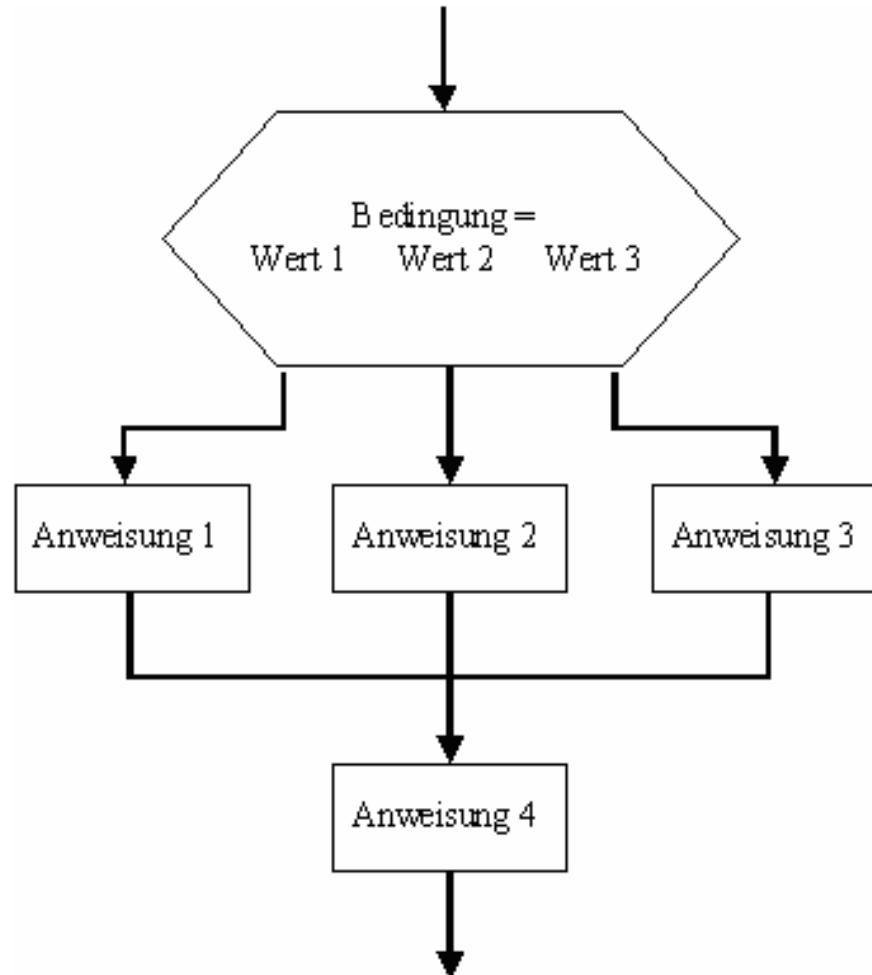 Bedingung =
Wert 1 Wert 2 Wert 3
Anweisung 1
Anweisung 2
Anweisung 3
Anweisung 4